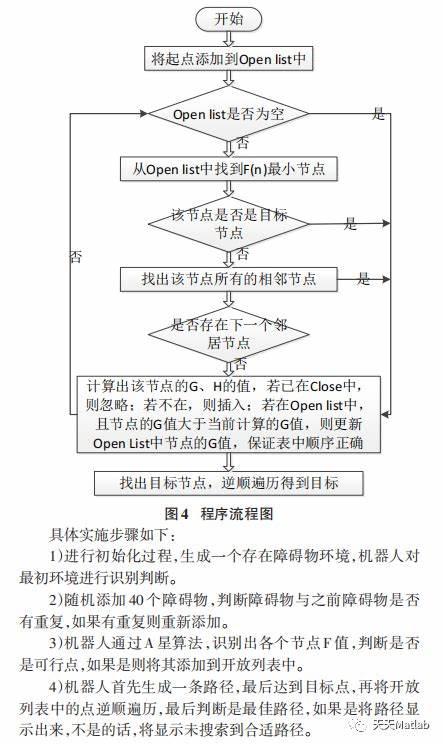 开始
将起点添加到Open list中
Open list是否为空
是
否
从Open list中找到F(n)最小节点
该节点是否是目标
节点
是
否
否
找出该节点所有的相邻节点
是
是否存在下一个邻
居节点
计算出该节点的G、H的值，若已在Close中，
则忽略；若不在，则插入；若在Open list中，
且节点的G值大于当前计算的G值，则更新
Open List中节点的G值，保证表中顺序正确
找出目标节点，逆顺遍历得到目标
图4 程序流程图
具体实施步骤如下：
1)进行初始化过程，生成一个存在障碍物环境，机器人对
最初环境进行识别判断。
2)随机添加40个障碍物，判断障碍物与之前障碍物是否
有重复，如果有重复则重新添加。
3)机器人通过A星算法，识别出各个节点F值，判断是否
是可行点，如果是则将其添加到开放列表中。
4)机器人首先生成一条路径，最后达到目标点，再将开放
列表中的点逆顺遍历，最后判断是最佳路径，如果是将路径显
示出来，不是的话，将显示未搜索到合适路径。
天天Matlab